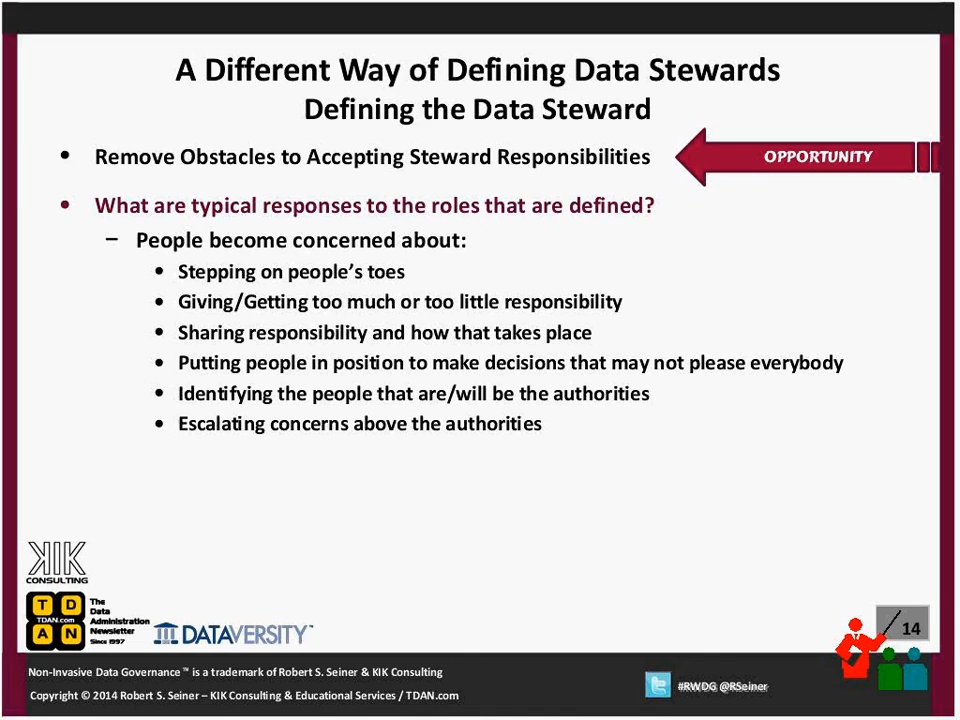 A Different Way of Defining Data Stewards
Defining the Data Steward
• Remove Obstacles to Accepting Steward Responsibilities
OPPORTUNITY
• What are typical responses to the roles that are defined?
– People become concerned about:
• Stepping on people’s toes
• Giving/Getting too much or too little responsibility
• Sharing responsibility and how that takes place
• Putting people in position to make decisions that may not please everybody
• Identifying the people that are/will be the authorities
• Escalating concerns above the authorities
KIK
CONSULTING
T D
TDAN.com
A N
The
Data
Administration
Newsletter
Since 1997
DATAVERSITY™
14
Non-Invasive Data Governance ™ is a trademark of Robert S. Seiner & KIK Consulting
Copyright © 2014 Robert S. Seiner – KIK Consulting & Educational Services / TDAN.com
#RWDG @RSeiner